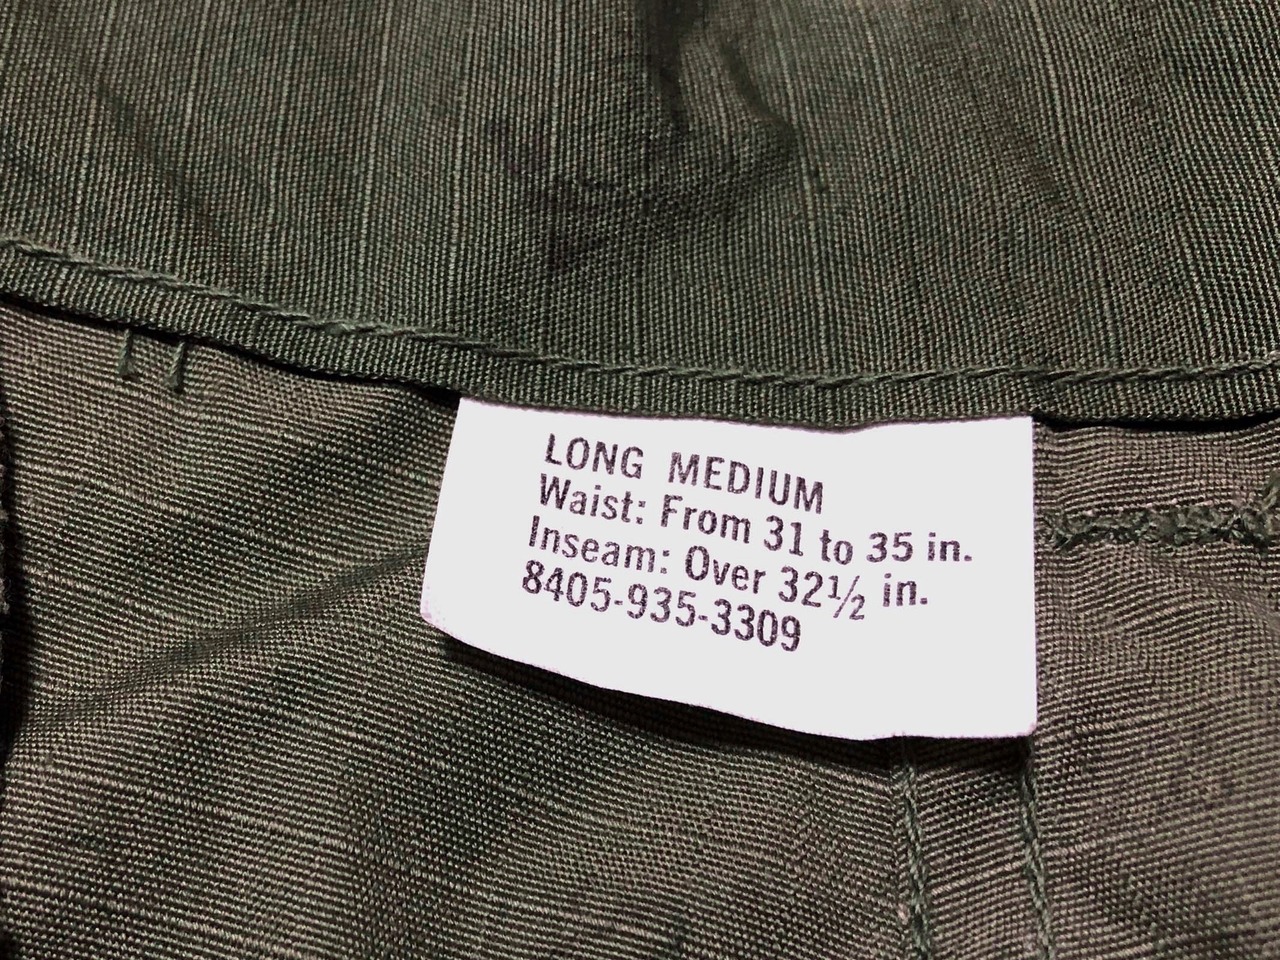 LONG MEDIUM
Waist: From 31 to 35 in.
Inseam: Over 32½ in.
8405-935-3309